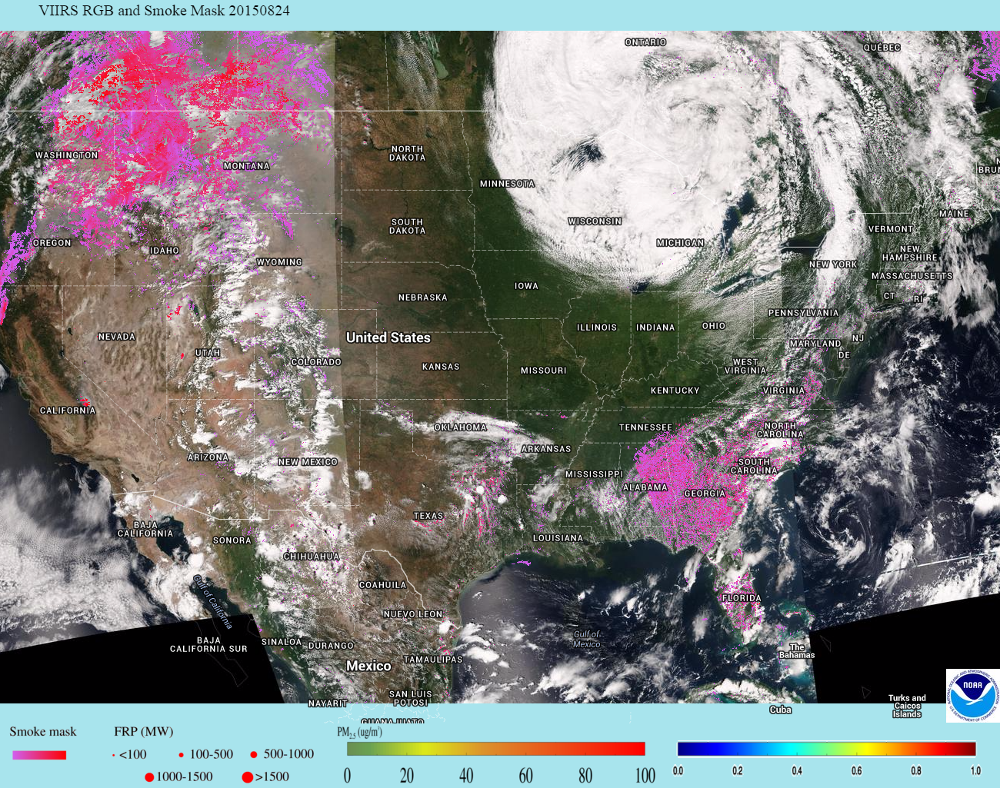 VIIRS RGB and Smoke Mask 20150824
ONTARIO
QUÉBEC
WASHINGTON
MONTANA
NORTH
DAKOTA
MINNESOTA
BRUN
MAINE
OREGON
IDAHO
WYOMING
SOUTH
DAKOTA
WISCONSIN
MICHIGAN
VERMONT
NEW
HAMPSHIRE
NEW YORK
MASSACHUSETTS
CT
RI
NEBRASKA
IOWA
ILLINOIS
INDIANA
OHIO
PENNSYLVANIA
NJ
MARYLAND
DE
NEVADA
UTAH
COLORADO
United States
KANSAS
MISSOURI
WEST
VIRGINIA
KENTUCKY
VIRGINIA
CALIFORNIA
ARIZONA
NEW MEXICO
OKLAHOMA
ARKANSAS
TENNESSEE
NORTH
CAROLINA
SOUTH
CAROLINA
MISSISSIPPI
ALABAMA
GEORGIA
TEXAS
LOUISIANA
BAJA
CALIFORNIA
SONORA
CHIHUAHUA
COAHUILA
Gulf of California
NUEVO LEON
FLORIDA
Gulf of
Mexico
BAJA
CALIFORNIA SUR
SINALOA
DURANGO
TAMAULIPAS
Mexico
The
Bahamas
NAYARIT
SAN LUIS
POTOSI
GUANAJUATO
Cuba
Turks and
Caicos
Islands
NOAA
Smoke mask
FRP (MW)
<100
100-500
500-1000
1000-1500
>1500
PM2.5 (ug/m³)
0 20 40 60 80 100
0.0 0.2 0.4 0.6 0.8 1.0